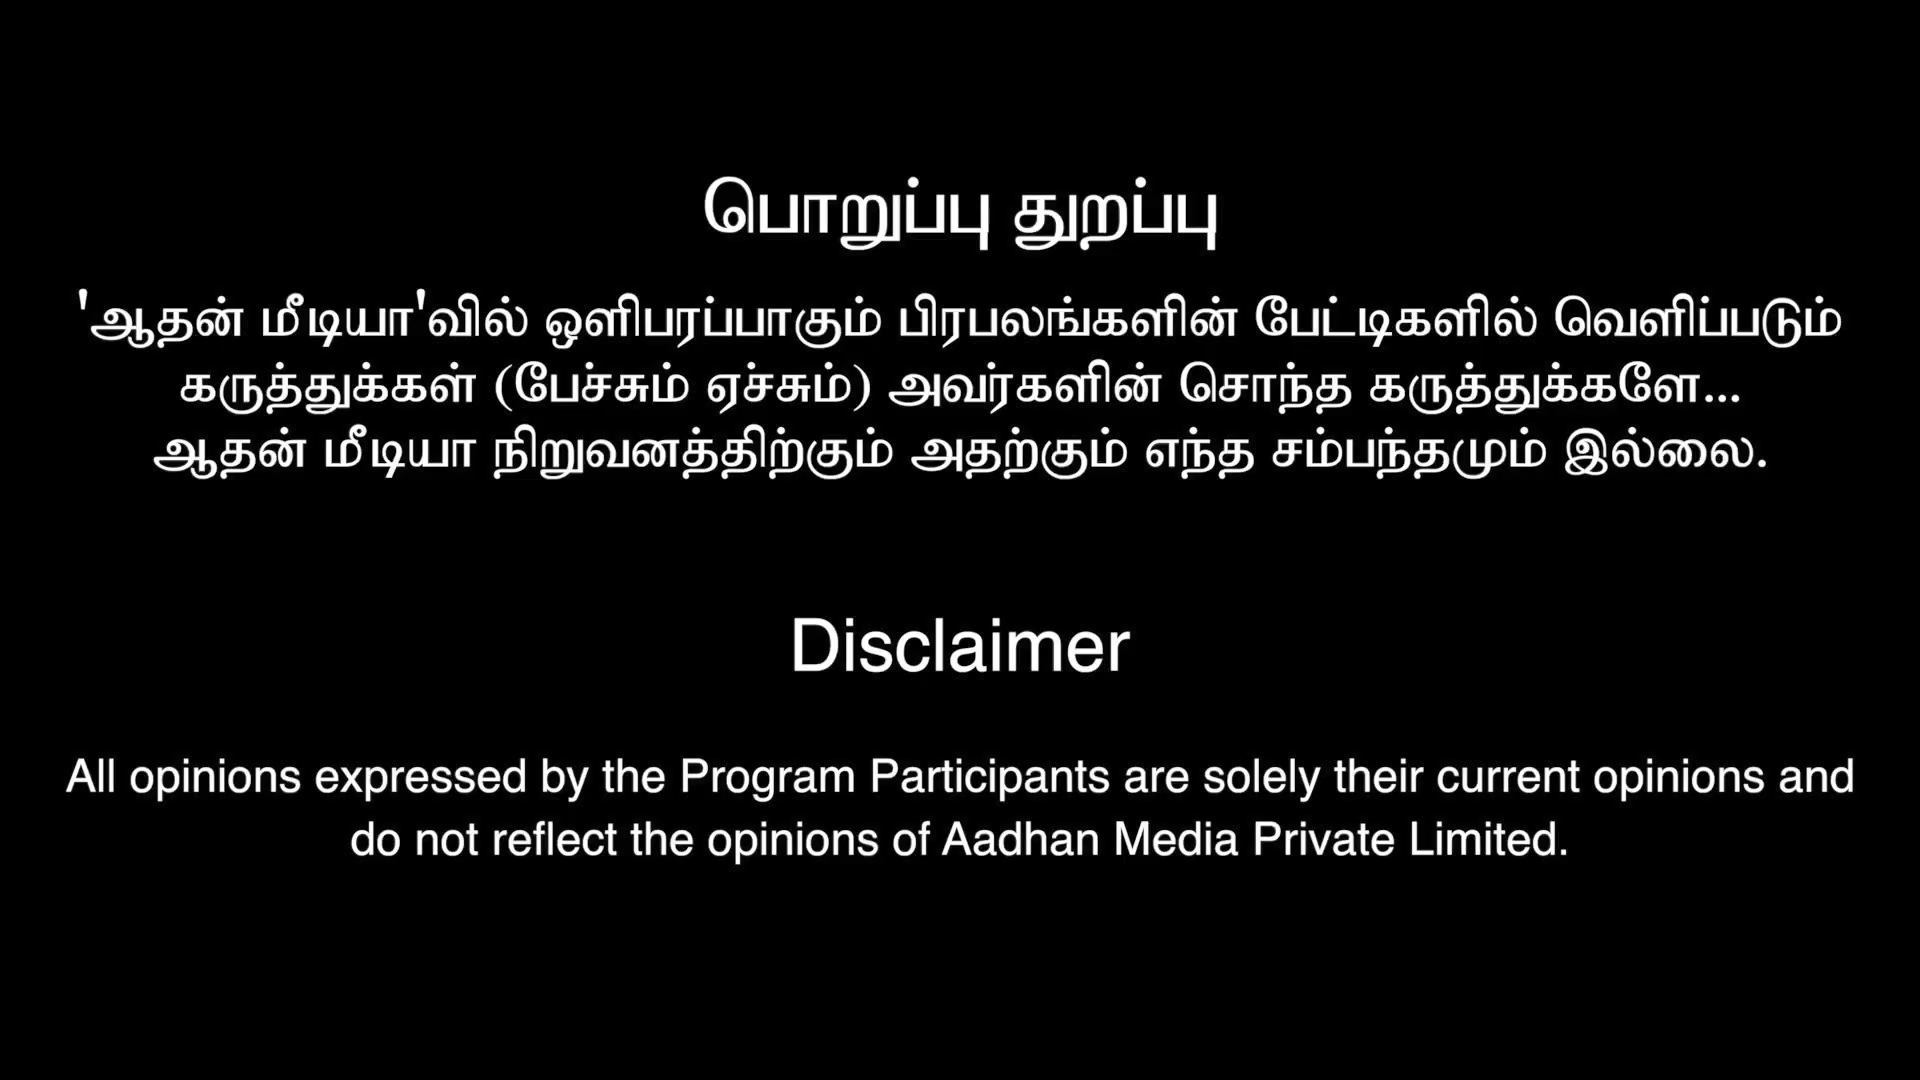 பொறுப்பு துறப்பு
'ஆதன் மீடியா'வில் ஒளிபரப்பாகும் பிரபலங்களின் பேட்டிகளில் வெளிப்படும்
கருத்துக்கள் (பேச்சும் ஏச்சும்) அவர்களின் சொந்த கருத்துக்களே...
ஆதன் மீடியா நிறுவனத்திற்கும் அதற்கும் எந்த சம்பந்தமும் இல்லை.
Disclaimer
All opinions expressed by the Program Participants are solely their current opinions and
do not reflect the opinions of Aadhan Media Private Limited.